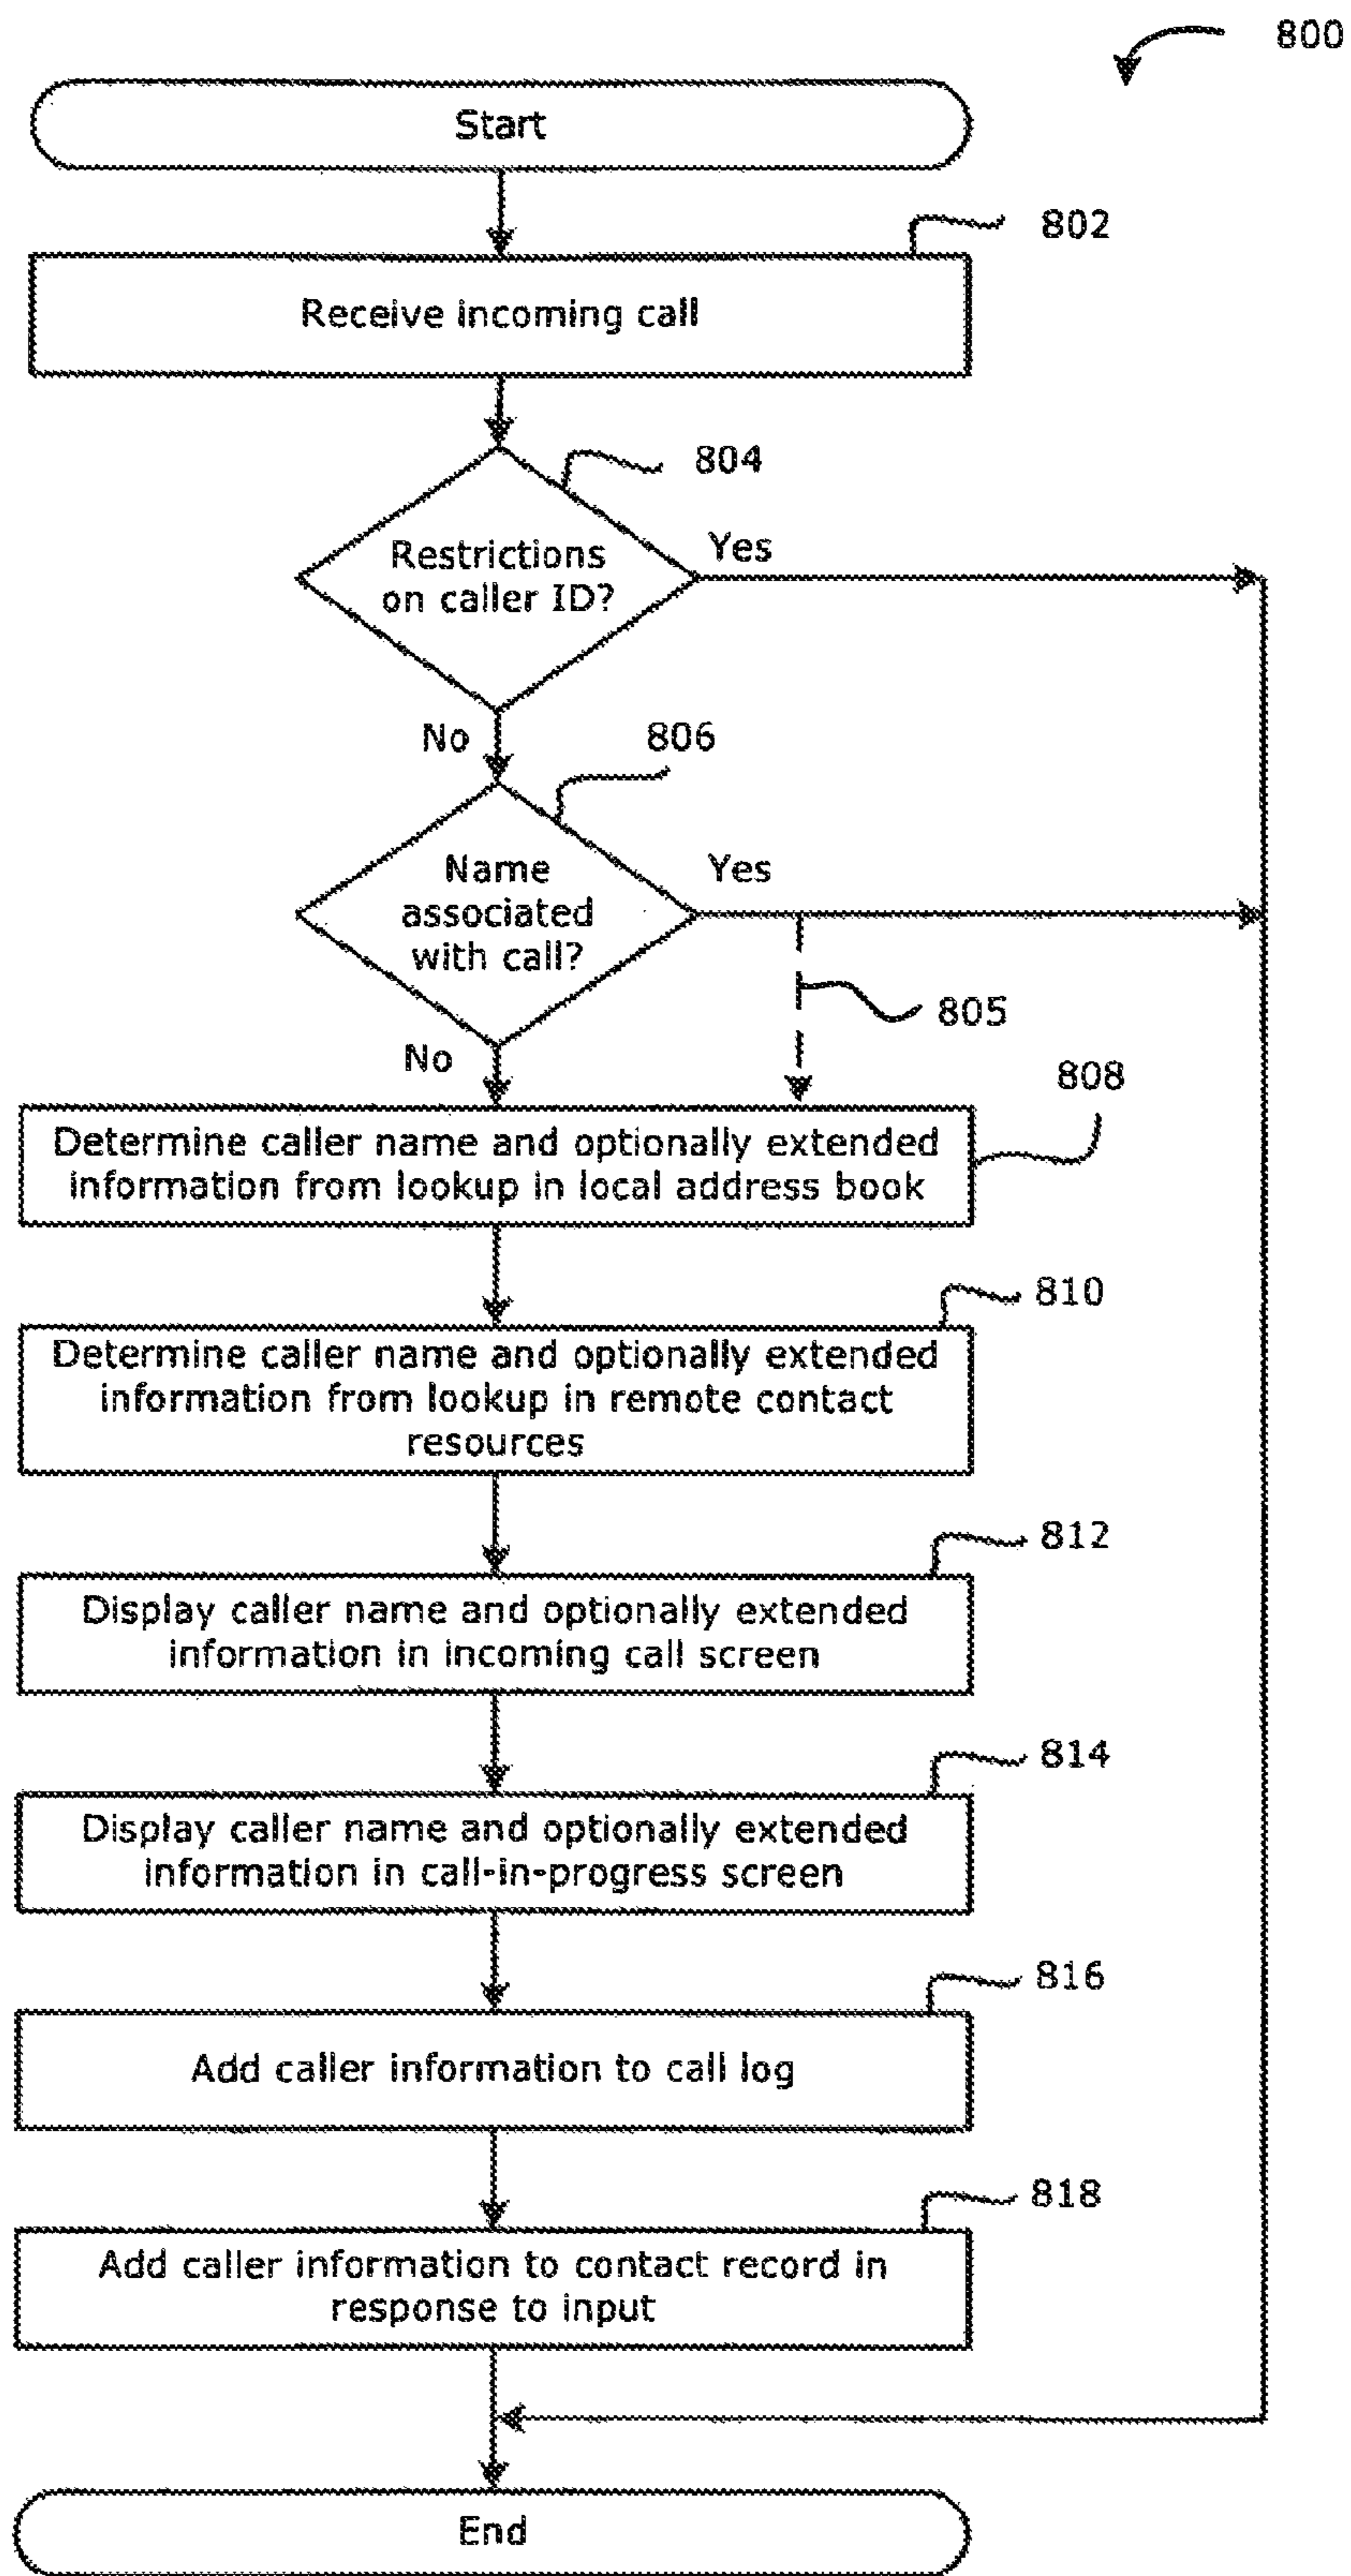 800
Start
802
Receive incoming call
804
Restrictions
on caller ID?
Yes
No
806
Name
associated
with call?
Yes
805
No
808
Determine caller name and optionally extended
information from lookup in local address book
810
Determine caller name and optionally extended
information from lookup in remote contact
resources
812
Display caller name and optionally extended
information in incoming call screen
814
Display caller name and optionally extended
information in call-in-progress screen
816
Add caller information to call log
818
Add caller information to contact record in
response to input
End